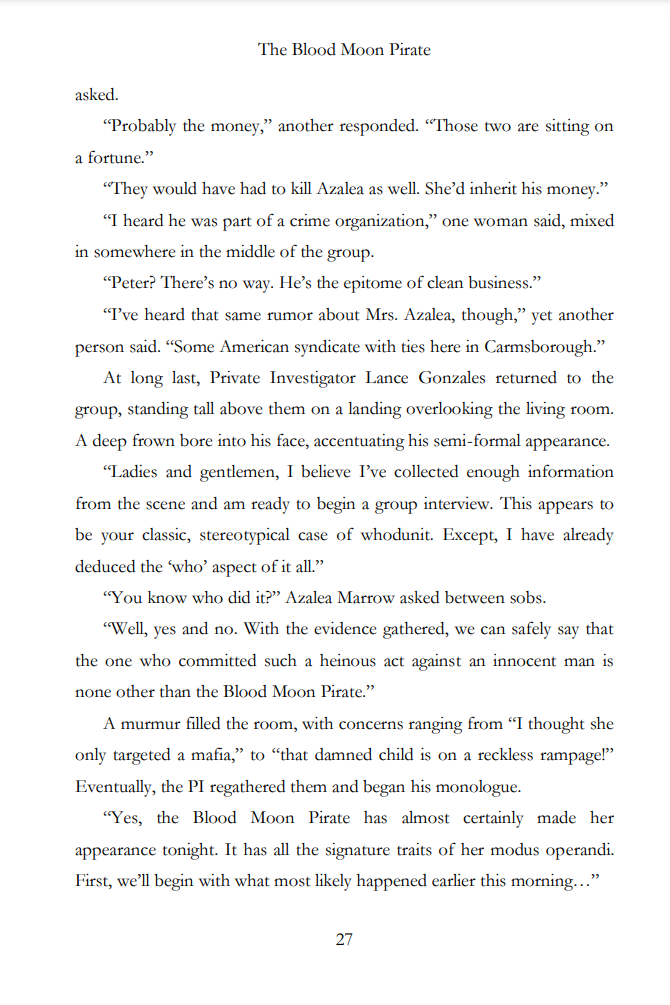 The Blood Moon Pirate
asked.
“Probably the money,” another responded. “Those two are sitting on
a fortune.”
“They would have had to kill Azalea as well. She’d inherit his money.”
“I heard he was part of a crime organization,” one woman said, mixed
in somewhere in the middle of the group.
“Peter? There’s no way. He’s the epitome of clean business.”
“I’ve heard that same rumor about Mrs. Azalea, though,” yet another
person said. “Some American syndicate with ties here in Carmsborough.”
At long last, Private Investigator Lance Gonzales returned to the
group, standing tall above them on a landing overlooking the living room.
A deep frown bore into his face, accentuating his semi-formal appearance.
“Ladies and gentlemen, I believe I’ve collected enough information
from the scene and am ready to begin a group interview. This appears to
be your classic, stereotypical case of whodunit. Except, I have already
deduced the ‘who’ aspect of it all.”
“You know who did it?” Azalea Marrow asked between sobs.
“Well, yes and no. With the evidence gathered, we can safely say that
the one who committed such a heinous act against an innocent man is
none other than the Blood Moon Pirate.”
A murmur filled the room, with concerns ranging from “I thought she
only targeted a mafia,” to “that damned child is on a reckless rampage!”
Eventually, the PI regathered them and began his monologue.
“Yes, the Blood Moon Pirate has almost certainly made her
appearance tonight. It has all the signature traits of her modus operandi.
First, we’ll begin with what most likely happened earlier this morning…”
27